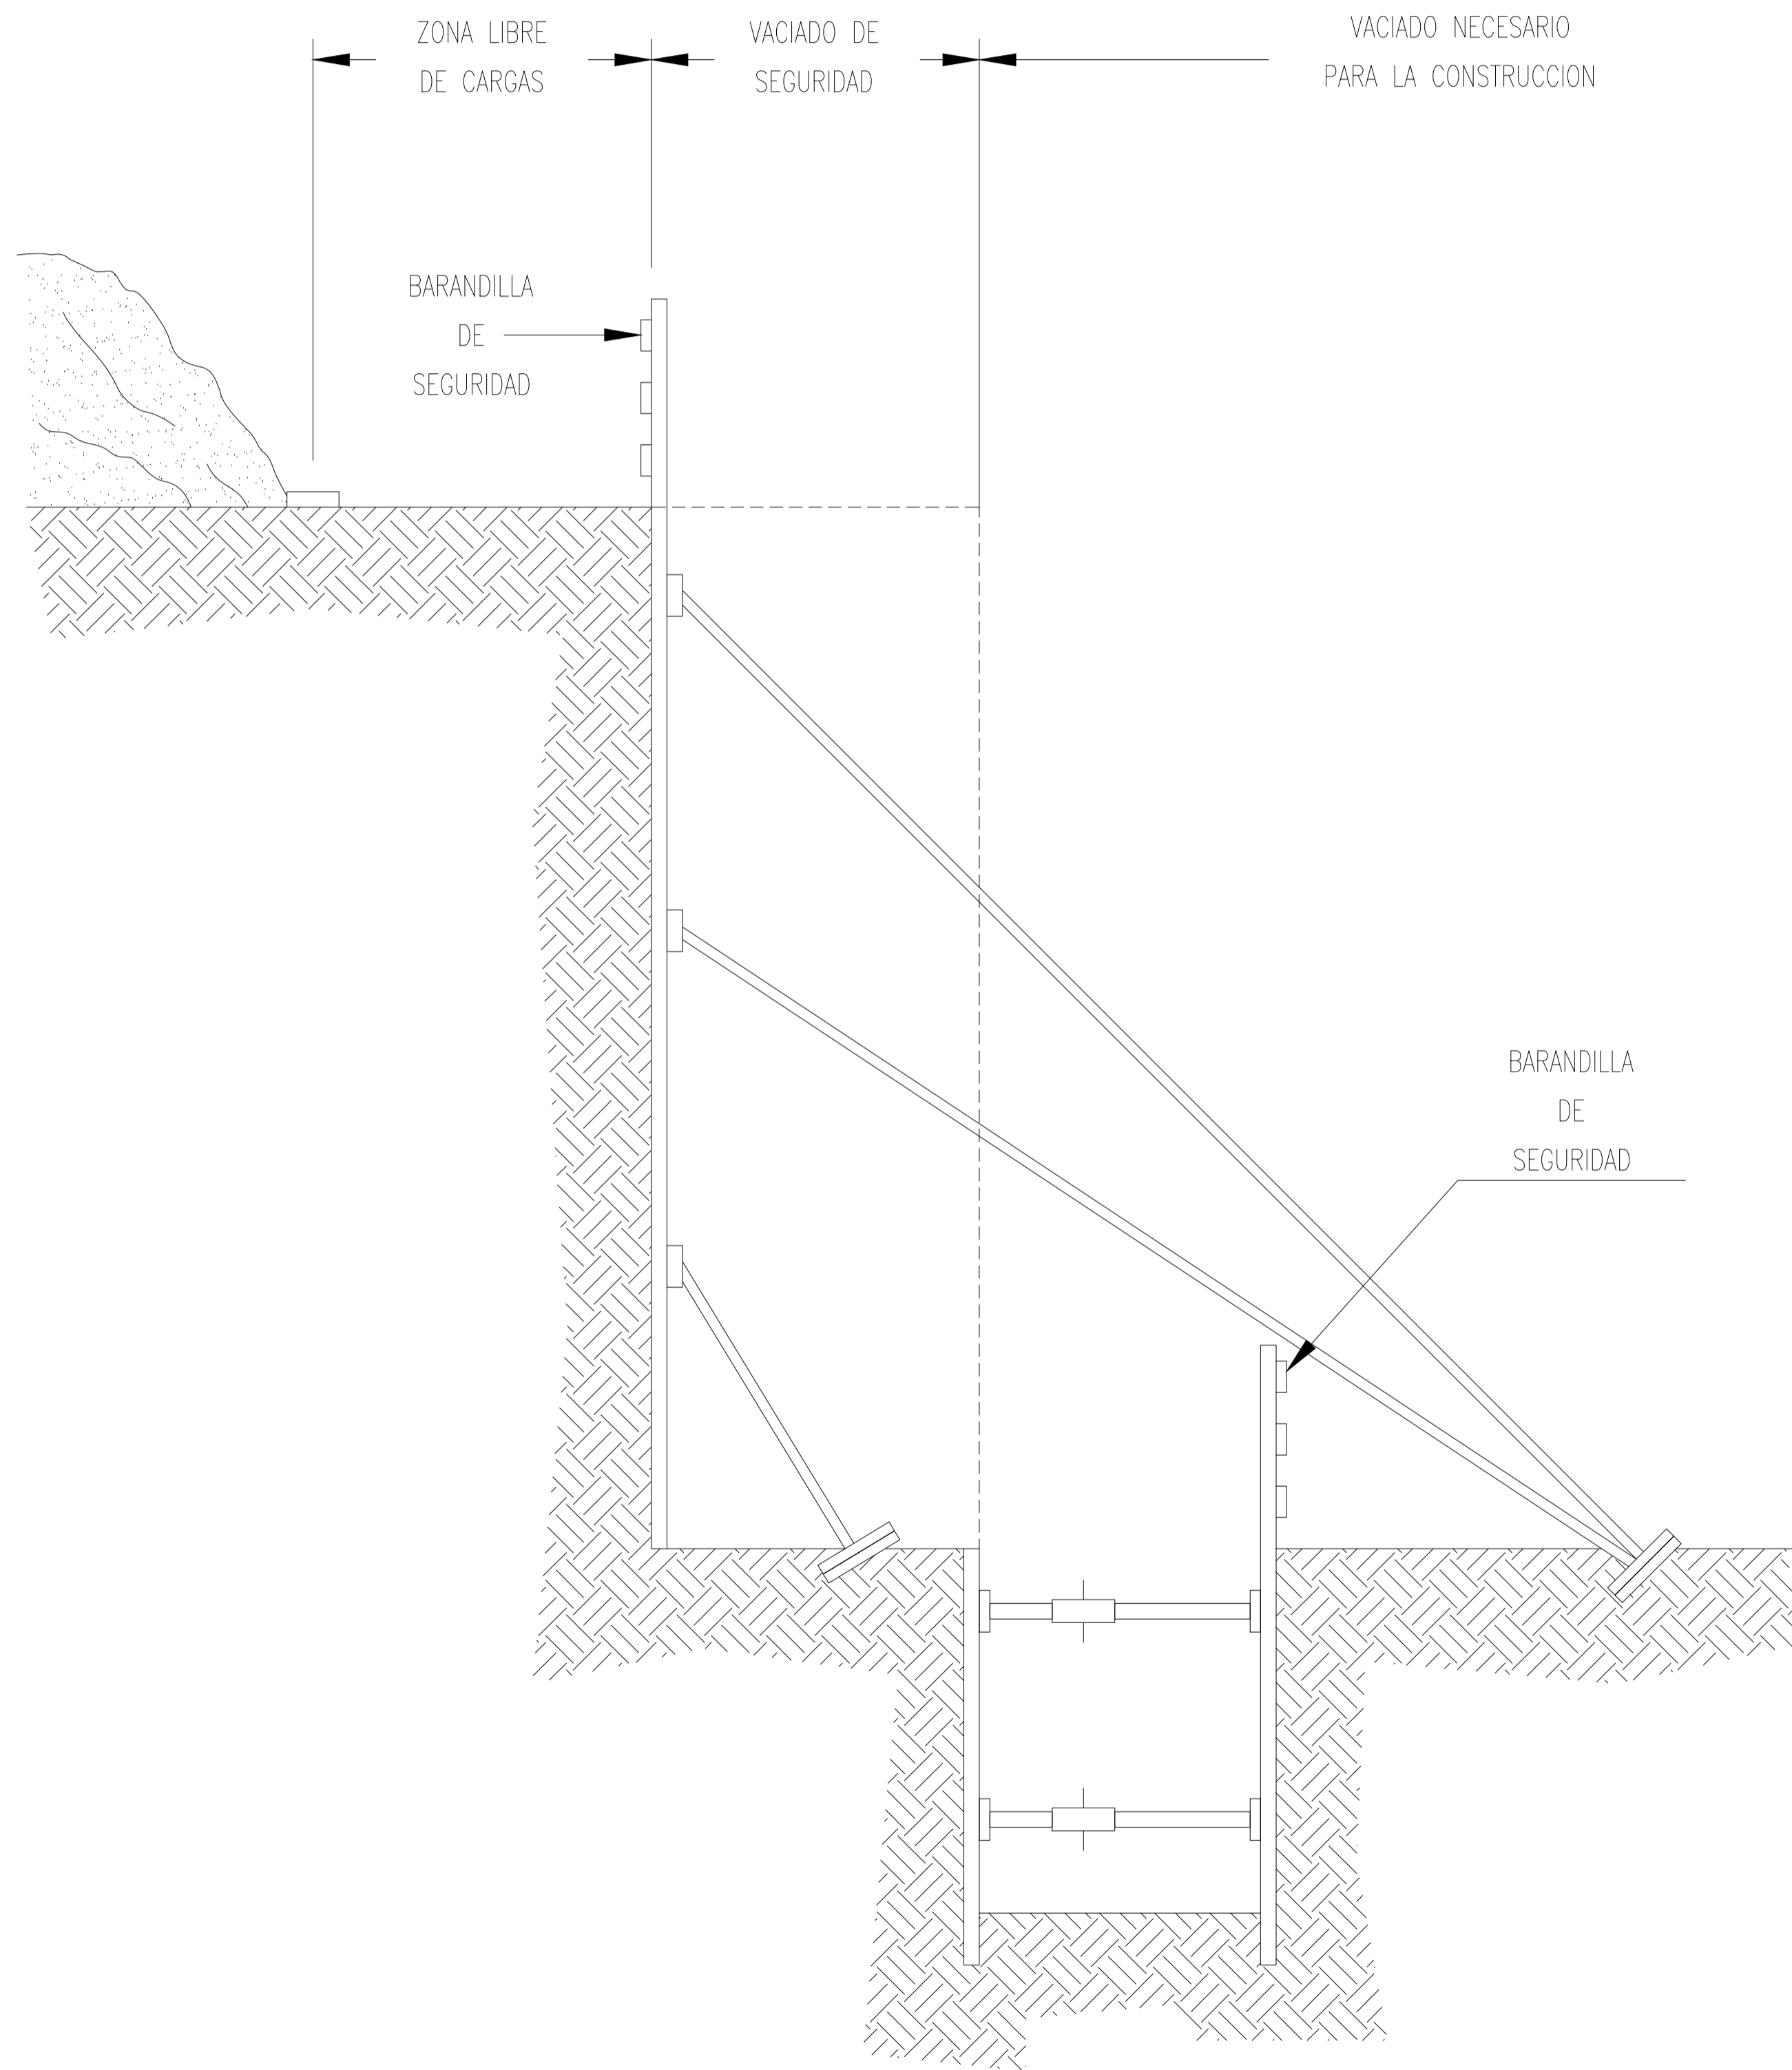 ZONA LIBRE
DE CARGAS
VACIADO DE
SEGURIDAD
VACIADO NECESARIO
PARA LA CONSTRUCCION
BARANDILLA
DE
SEGURIDAD
BARANDILLA
DE
SEGURIDAD